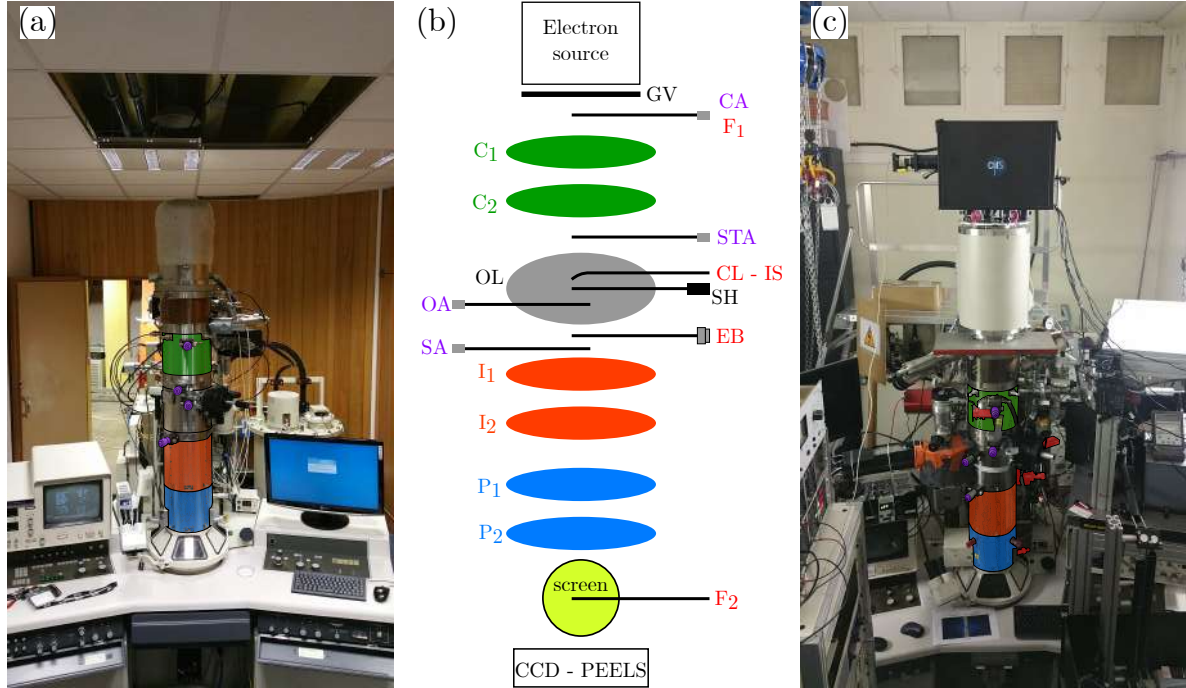 (a)
(b)
(c)
Electron
source
GV
CA
F1
C1
C2
STA
OL
CL - IS
SH
OA
EB
SA
I1
I2
P1
P2
screen
F2
CCD - PEELS